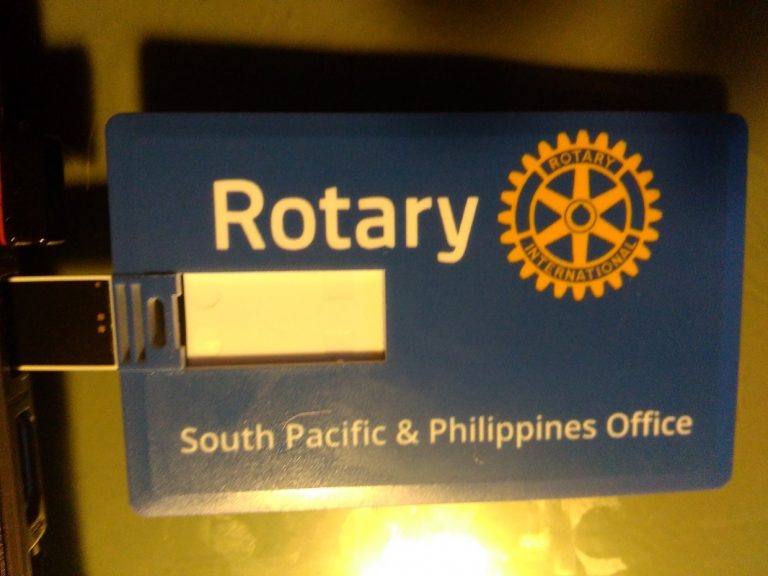 Rotary
ROTARY
INTERNATIONAL
South Pacific & Philippines Office